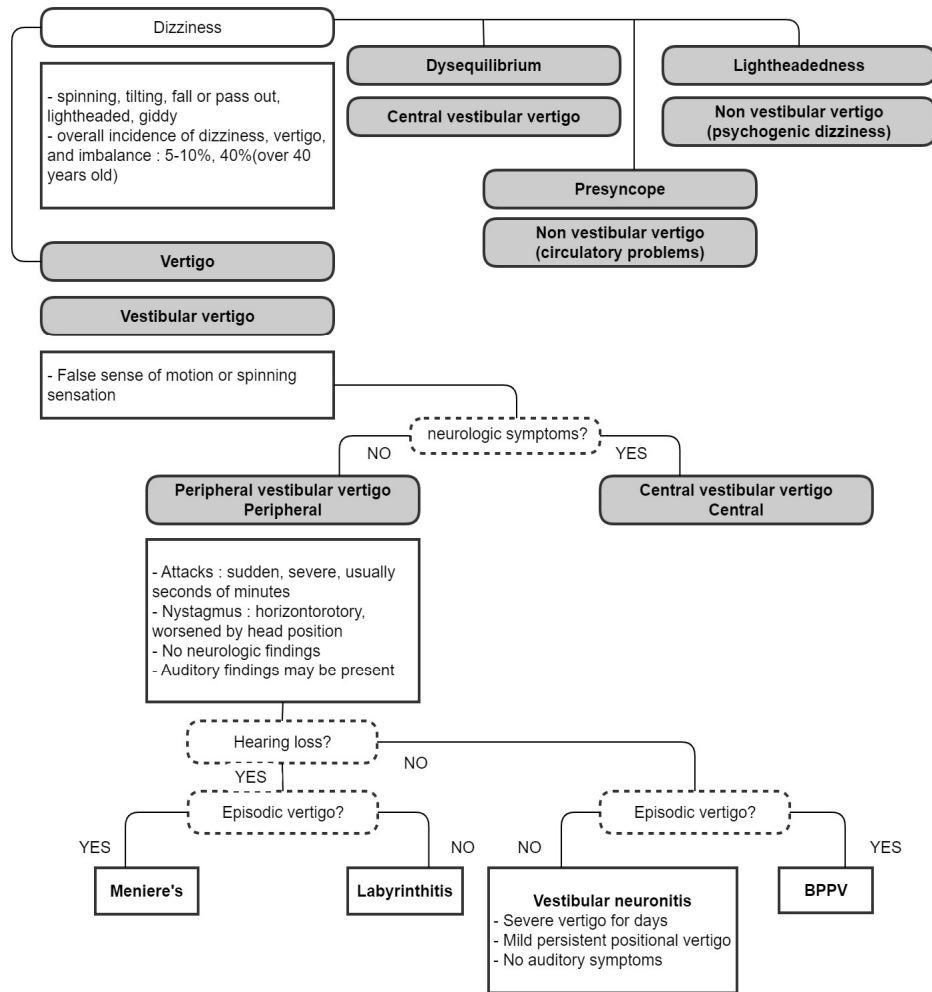 Dizziness
- spinning, tilting, fall or pass out,
lightheaded, giddy
- overall incidence of dizziness, vertigo,
and imbalance : 5-10%, 40%(over 40
years old)
Dysequilibrium
Central vestibular vertigo
Lightheadedness
Non vestibular vertigo
(psychogenic dizziness)
Presyncope
Non vestibular vertigo
(circulatory problems)
Vertigo
Vestibular vertigo
- False sense of motion or spinning
sensation
neurologic symptoms?
NO
YES
Peripheral vestibular vertigo
Peripheral
Central vestibular vertigo
Central
- Attacks : sudden, severe, usually
seconds of minutes
- Nystagmus : horizontorotory,
worsened by head position
- No neurologic findings
- Auditory findings may be present
Hearing loss?
YES
NO
Episodic vertigo?
YES
NO
Episodic vertigo?
NO
YES
Meniere's
Labyrinthitis
Vestibular neuronitis
- Severe vertigo for days
- Mild persistent positional vertigo
- No auditory symptoms
BPPV